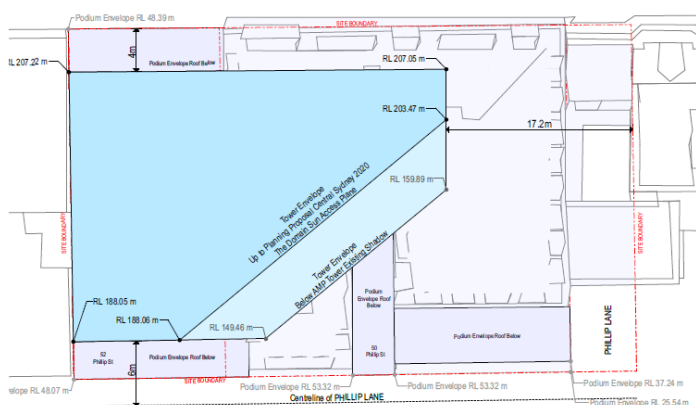 Podium Envelope RL 48.39 m
SITE BOUNDARY
4m
Podium Envelope Roof Below
RL 207.22 m
RL 207.05 m
RL 203.47 m
17.2m
RL 159.89 m
Tower Envelope
Up to Planning Proposal Central Sydney 2020
The Domain Sun Access Plane
Tower Envelope
Below AMP Tower Existing Shadow
SITE BOUNDARY
SITE BOUNDARY
RL 188.05 m
RL 188.06 m
RL 149.46 m
Podium
Envelope
Roof Below
50
Phillip St
52
Phillip St
Podium Envelope Roof Below
Podium Envelope Roof Below
PHILLIP LANE
6m
SITE BOUNDARY
RL 48.07 m
Podium Envelope RL 53.32 m
Podium Envelope RL 53.32 m
Podium Envelope RL 37.24 m
Centreline of PHILLIP LANE
Podium Envelope RL 25.54 m